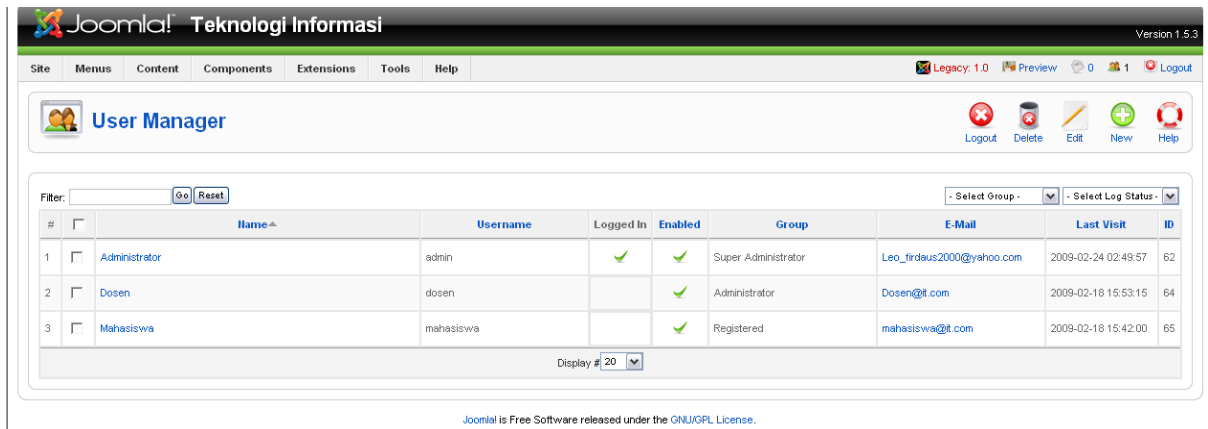 Joomla! Teknologi Informasi
Version 1.5.3
Site Menus Content Components Extensions Tools Help Legacy: 1.0 Preview 0 1 Logout
User Manager
Logout Delete Edit New Help
Filter: Go Reset - Select Group - - Select Log Status -
# Name Username Logged In Enabled Group E-Mail Last Visit ID
1 Administrator admin Super Administrator Leo_firdaus2000@yahoo.com 2009-02-24 02:49:57 62
2 Dosen dosen Administrator Dosen@it.com 2009-02-18 15:53:15 64
3 Mahasiswa mahasiswa Registered mahasiswa@it.com 2009-02-18 15:42:00 65
Display # 20
Joomla! is Free Software released under the GNU/GPL License.